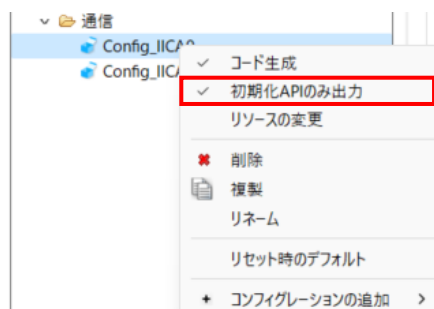 通信
Config_IICA0
Config_IICA
コード生成
初期化APIのみ出力
リソースの変更
削除
複製
リネーム
リセット時のデフォルト
コンフィグレーションの追加